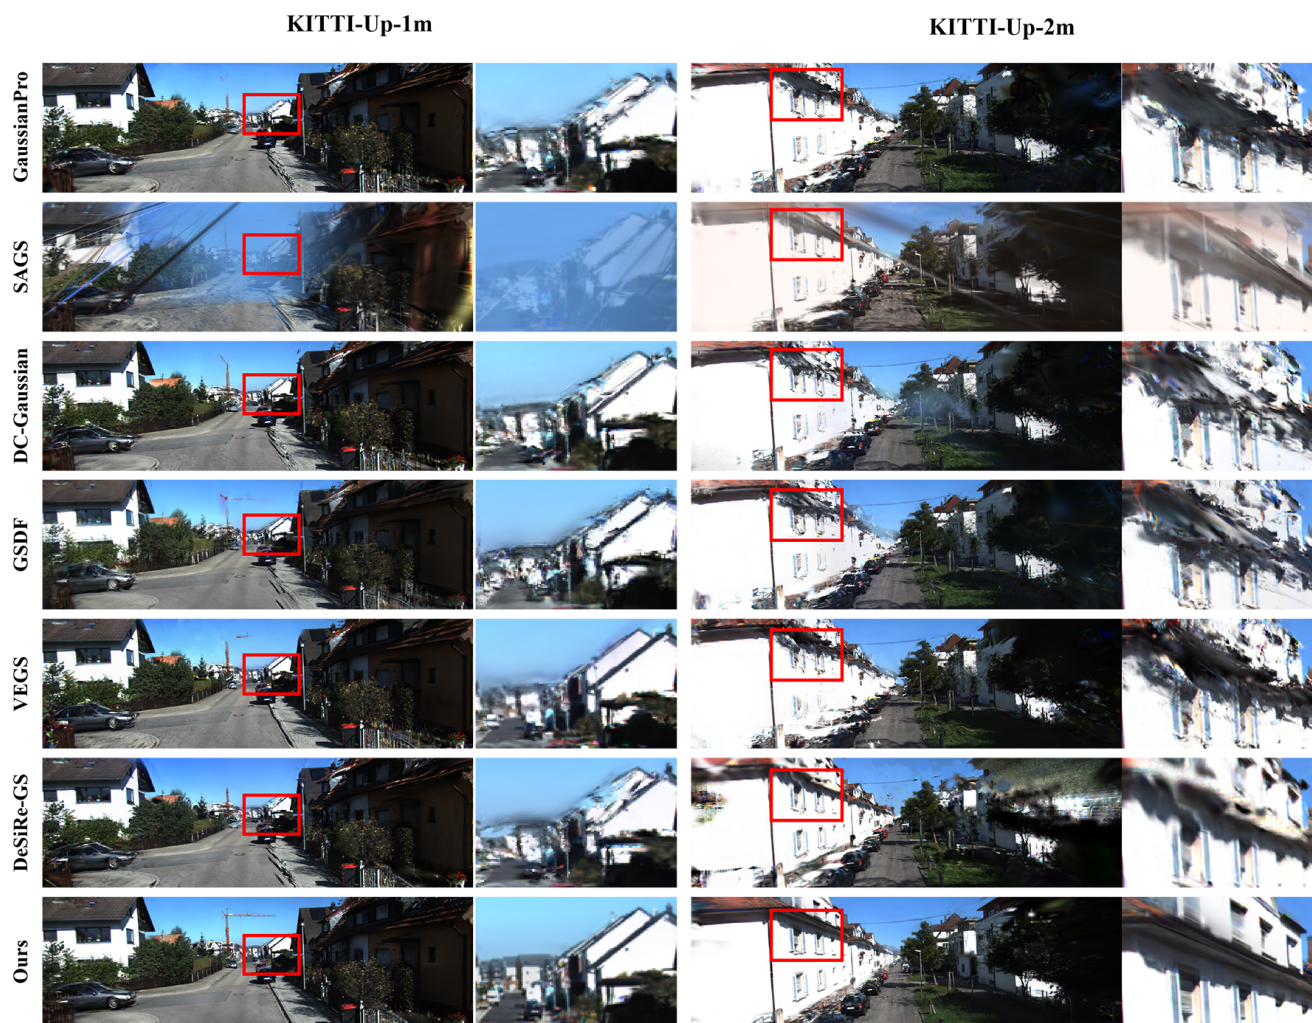 KITTI-Up-1m
KITTI-Up-2m
GaussianPro
SAGS
DC-Gaussian
GSDF
VEGS
DeSiRe-GS
Ours